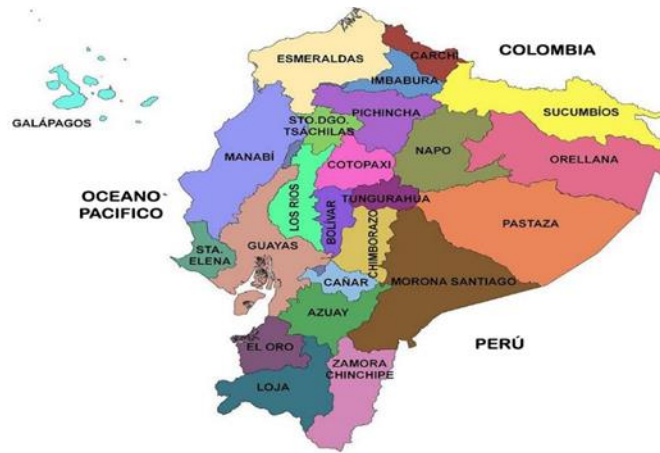 ESMERALDAS
CARCHI
COLOMBIA
IMBABURA
GALÁPAGOS
STO.DGO.
TSÁCHILAS
PICHINCHA
SUCUMBÍOS
MANABÍ
COTOPAXI
NAPO
ORELLANA
OCEANO
PACIFICO
LOS RIOS
BOLÍVAR
TUNGURAHUA
CHIMBORAZO
PASTAZA
STA.
ELENA
GUAYAS
CAÑAR
MORONA SANTIAGO
AZUAY
PERÚ
EL ORO
LOJA
ZAMORA
CHINCHIPE